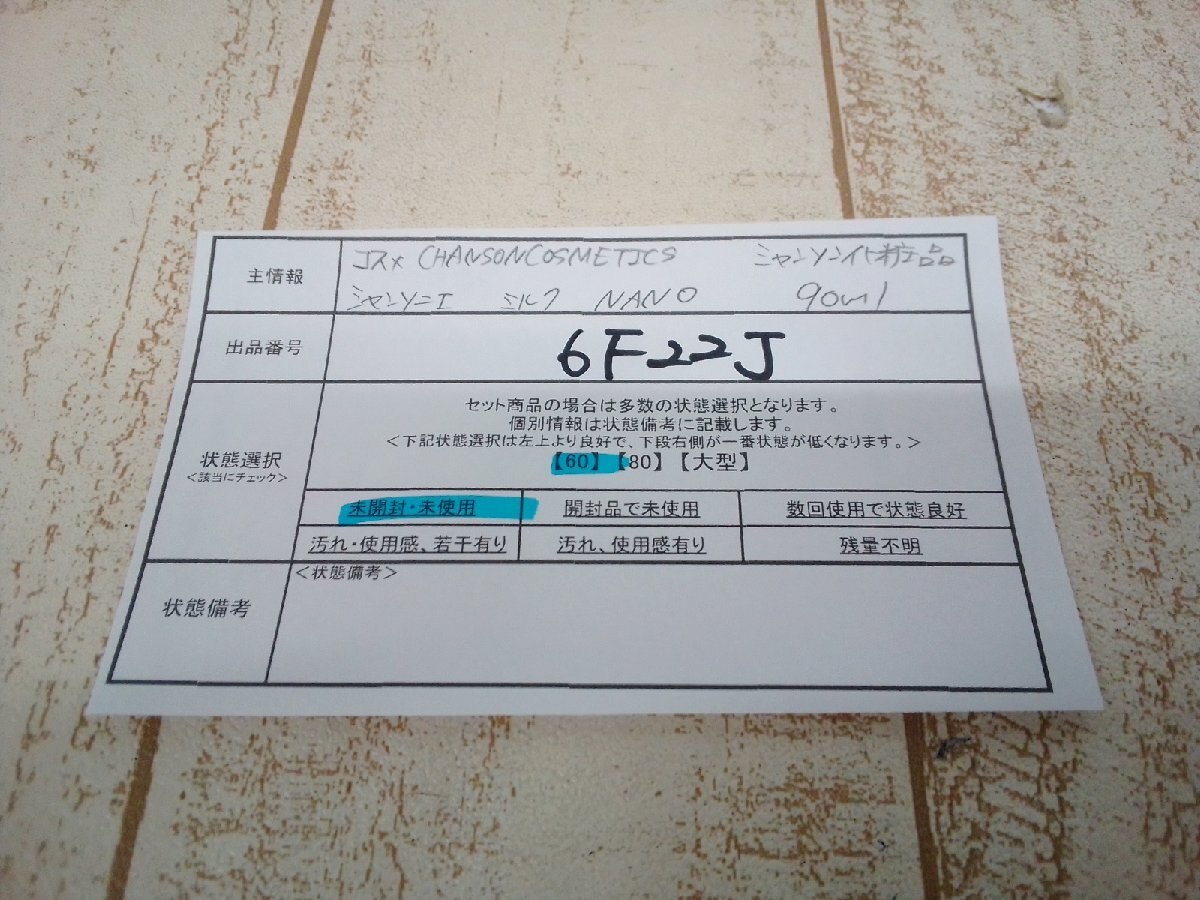 主情報
コスメ CHANSONCOSMETICS シャンソン化粧品
シャンソニエ ミルク NANO 90ml
出品番号
6F22J
セット商品の場合は多数の状態選択となります。
個別情報は状態備考に記載します。
<下記状態選択は左上より良好で、下段右側が一番状態が低くなります。>
状態選択
<該当にチェック>
【60】【80】【大型】
未開封・未使用 開封品で未使用 数回使用で状態良好
汚れ・使用感、若干有り 汚れ、使用感有り 残量不明
状態備考
<状態備考>